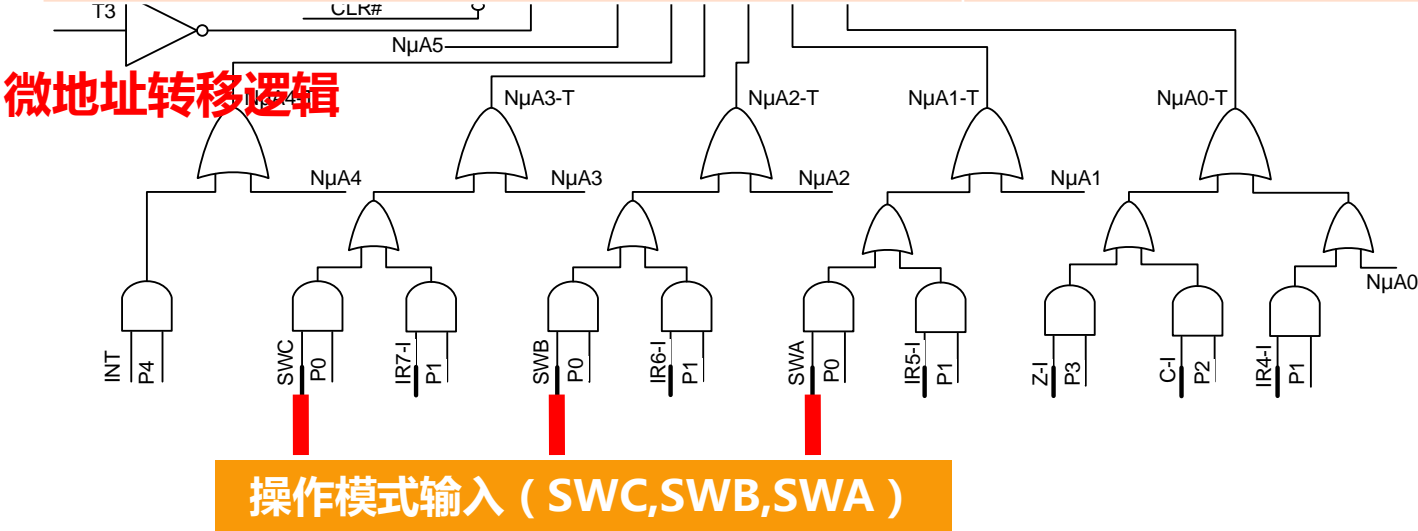 T3
CLR#
NµA5
微地址转移逻辑
NµA4-T
NµA3-T
NµA2-T
NµA1-T
NµA0-T
NµA4
NµA3
NµA2
NµA1
NµA0
INT
P4
SWC
P0
IR7-I
P1
SWB
P0
IR6-I
P1
SWA
P0
IR5-I
P1
Z-I
P3
C-I
P2
IR4-I
P1
操作模式输入（SWC,SWB,SWA）